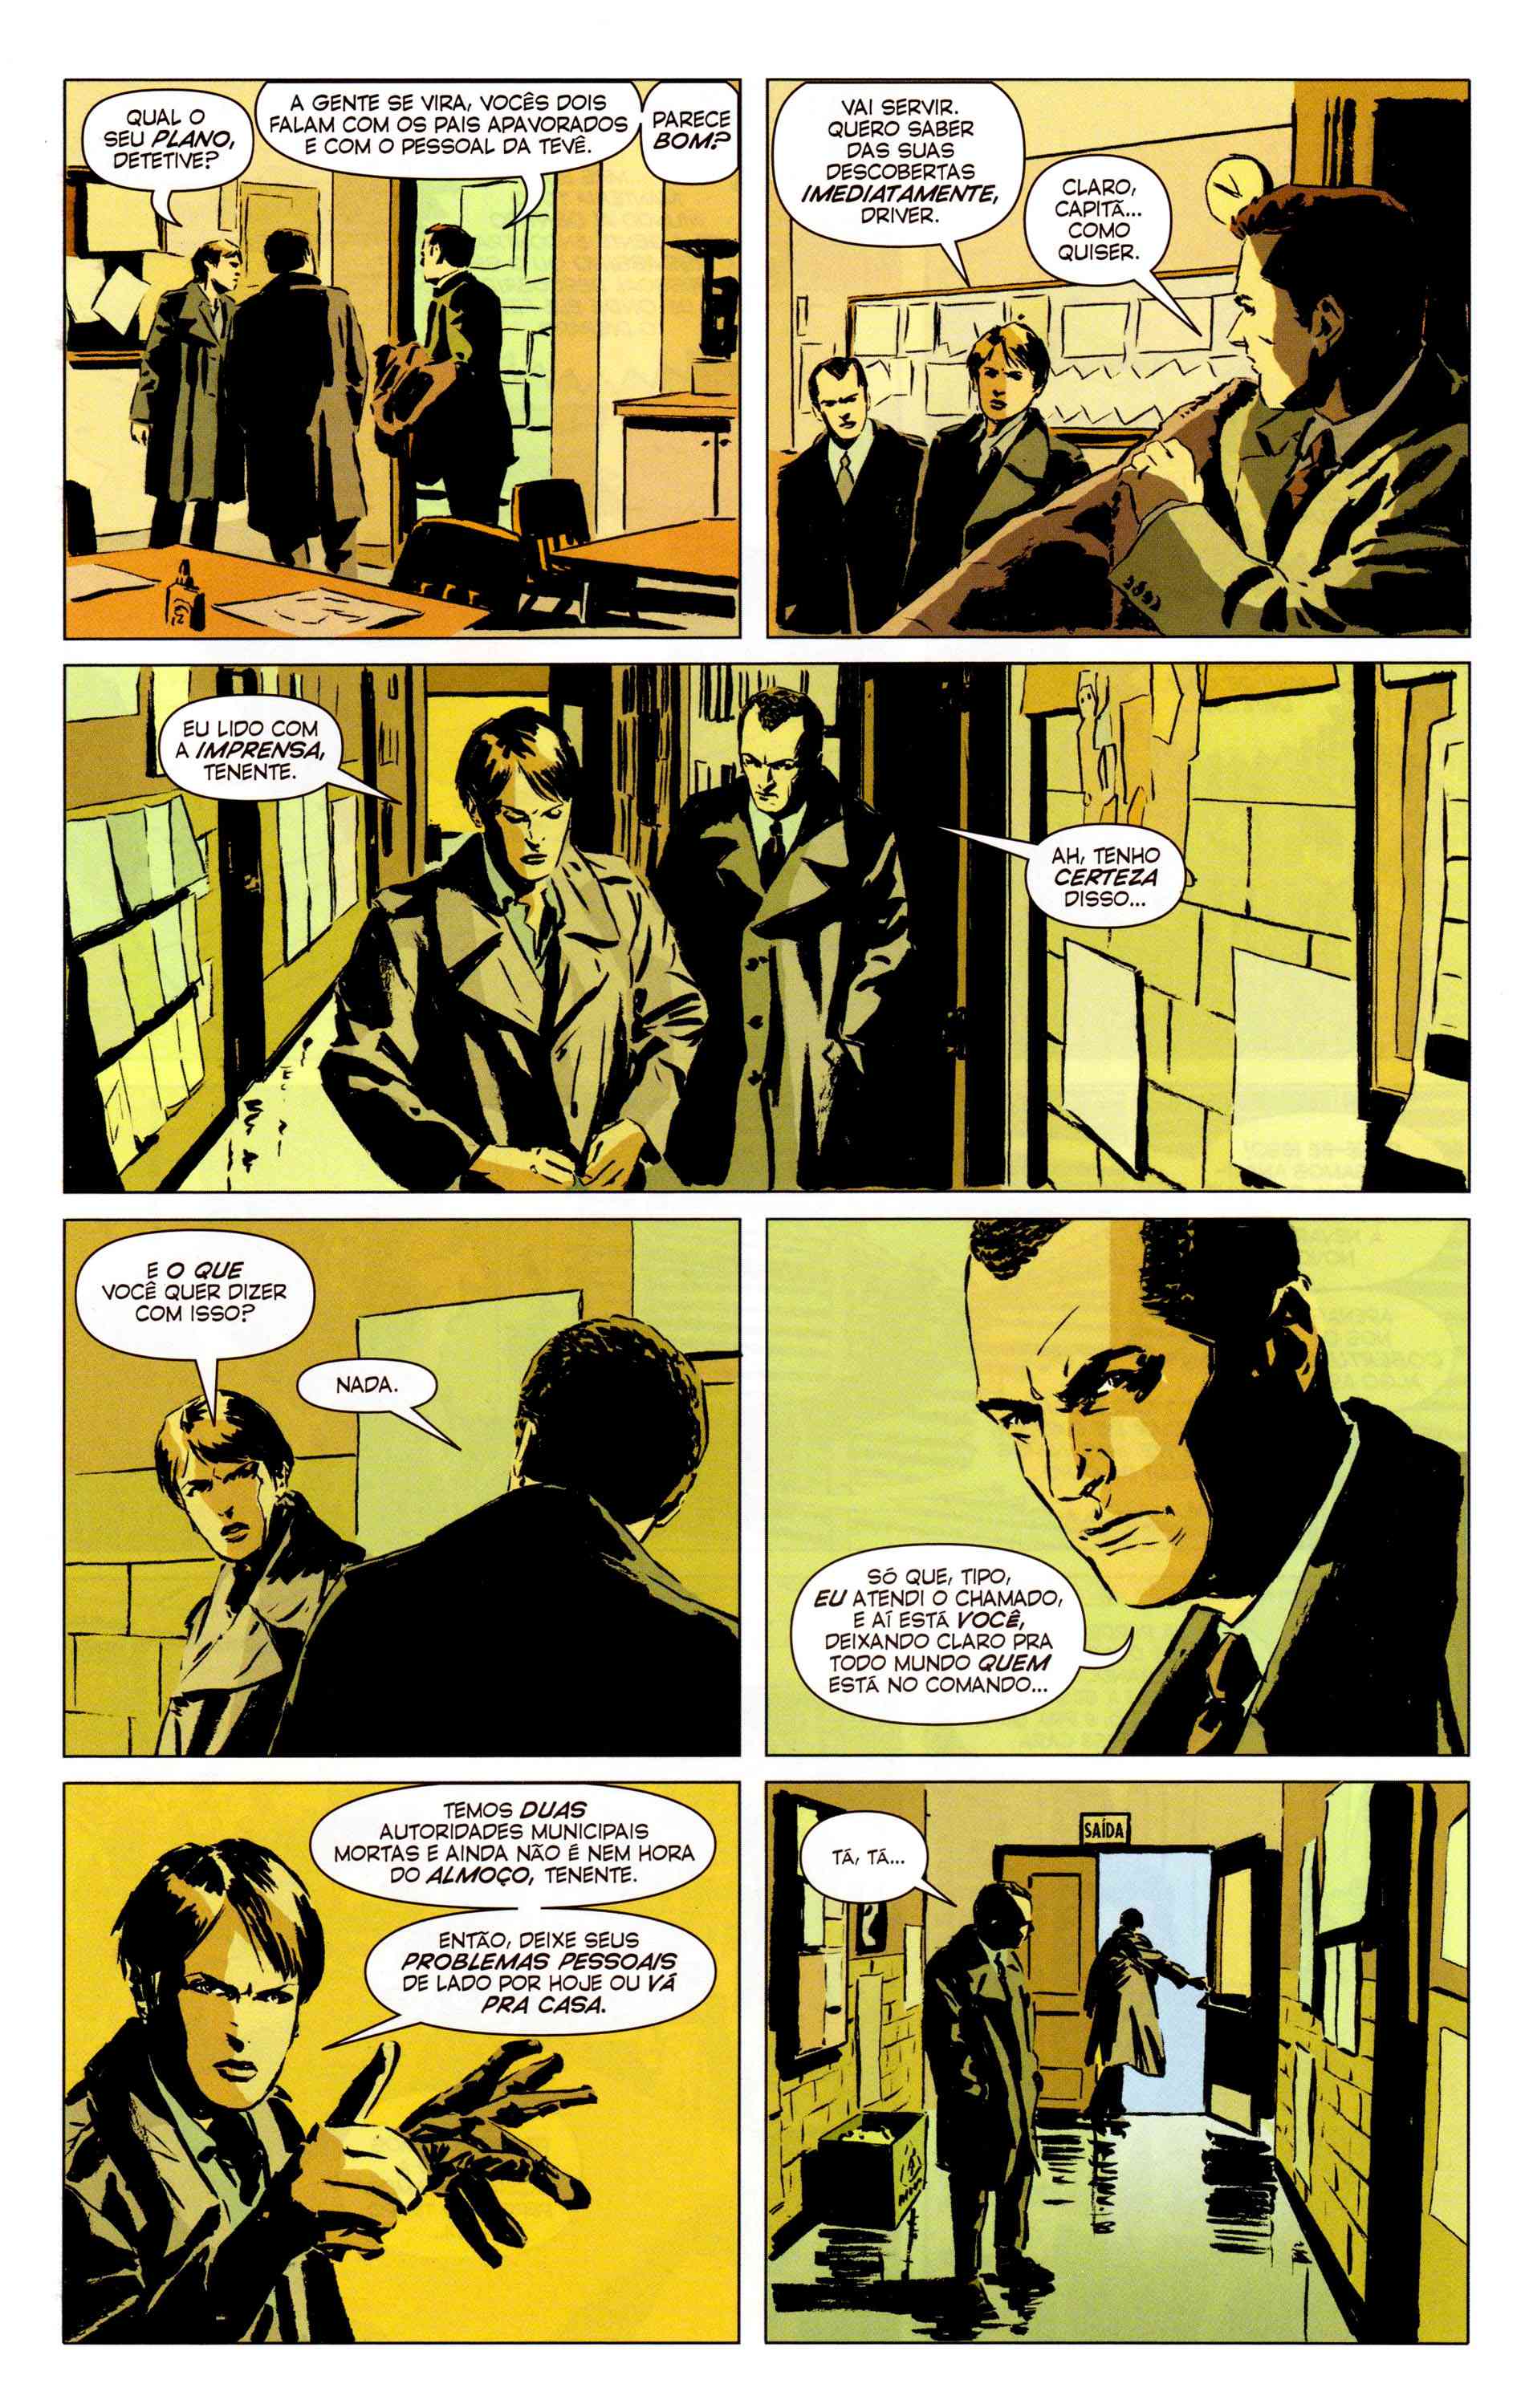 QUAL O
SEU PLANO,
DETETIVE?
A GENTE SE VIRA, VOCÊS DOIS
FALAM COM OS PAIS APAVORADOS
E COM O PESSOAL DA TEVÊ.
PARECE
BOM?
VAI SERVIR.
QUERO SABER
DAS SUAS
DESCOBERTAS
IMEDIATAMENTE,
DRIVER.
CLARO,
CAPITÃ...
COMO
QUISER.
EU LIDO COM
A IMPRENSA,
TENENTE.
AH, TENHO
CERTEZA
DISSO...
E O QUE
VOCÊ QUER DIZER
COM ISSO?
NADA.
SÓ QUE, TIPO,
EU ATENDI O CHAMADO,
E AÍ ESTÁ VOCÊ,
DEIXANDO CLARO PRA
TODO MUNDO QUEM
ESTÁ NO COMANDO...
TEMOS DUAS
AUTORIDADES MUNICIPAIS
MORTAS E AINDA NÃO É NEM HORA
DO ALMOÇO, TENENTE.
ENTÃO, DEIXE SEUS
PROBLEMAS PESSOAIS
DE LADO POR HOJE OU VÁ
PRA CASA.
SAÍDA
TÁ, TÁ...